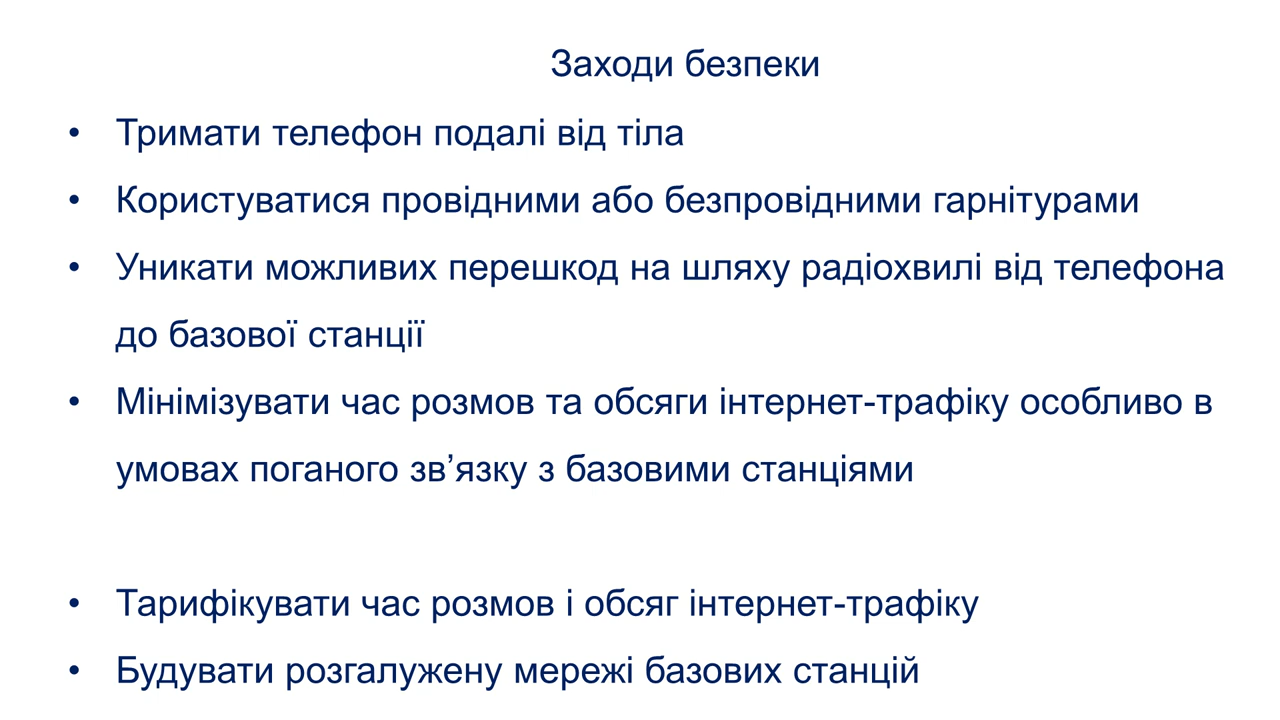 Заходи безпеки
• Тримати телефон подалі від тіла
• Користуватися провідними або безпровідними гарнітурами
• Уникати можливих перешкод на шляху радіохвилі від телефона
до базової станції
• Мінімізувати час розмов та обсяги інтернет-трафіку особливо в
умовах поганого зв’язку з базовими станціями
• Тарифікувати час розмов і обсяг інтернет-трафіку
• Будувати розгалужену мережі базових станцій